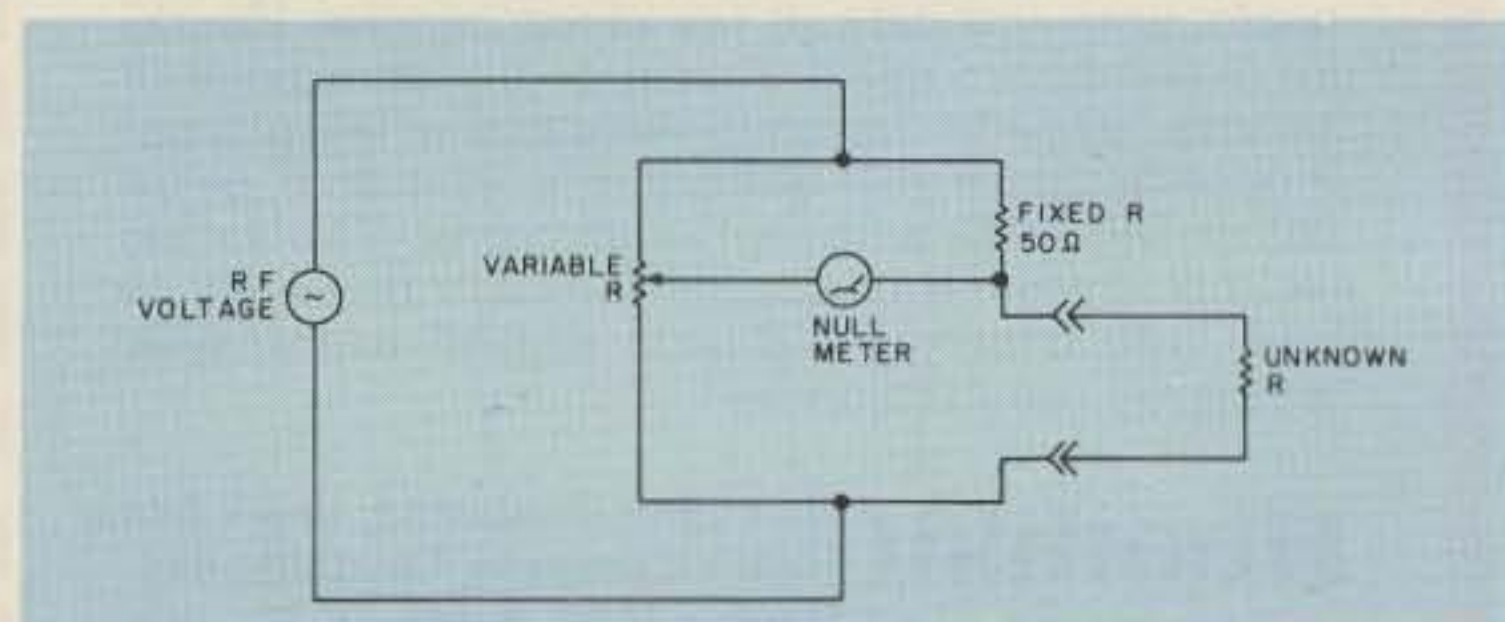 RF
VOLTAGE
~
VARIABLE
R
NULL
METER
FIXED R
50Ω
UNKNOWN
R